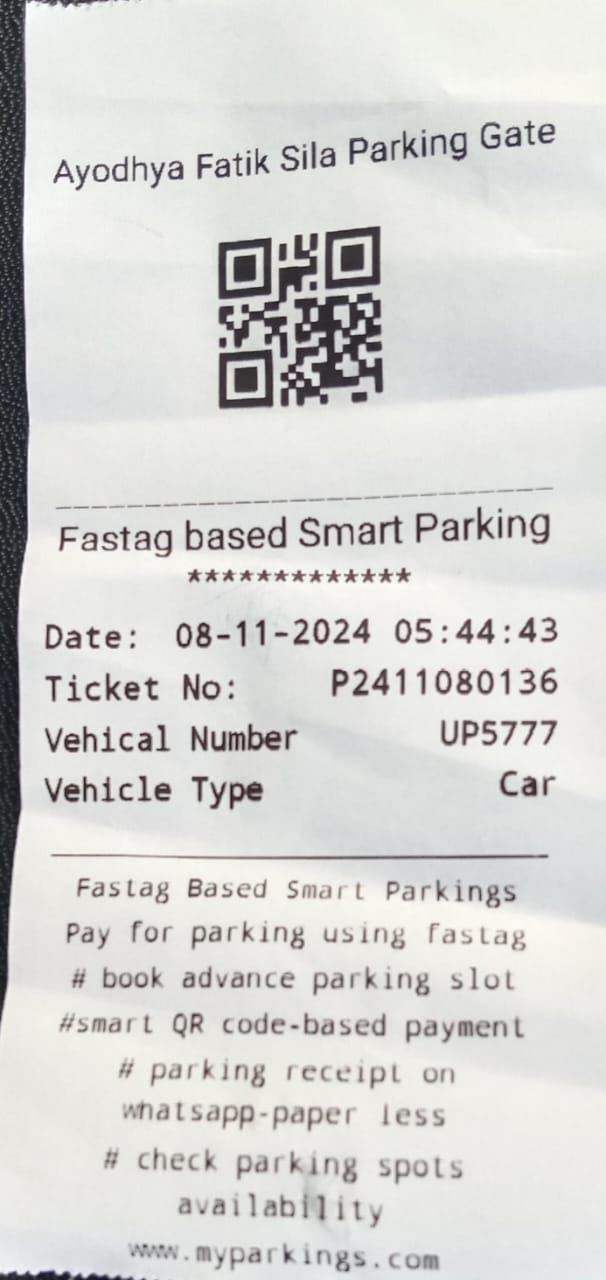 Ayodhya Fatik Sila Parking Gate
Fastag based Smart Parking
*************
Date: 08-11-2024 05:44:43
Ticket No: P2411080136
Vehical Number UP5777
Vehicle Type Car
Fastag Based Smart Parkings
Pay for parking using fastag
# book advance parking slot
#smart QR code-based payment
# parking receipt on
whatsapp-paper less
# check parking spots
availability
www.myparkings.com